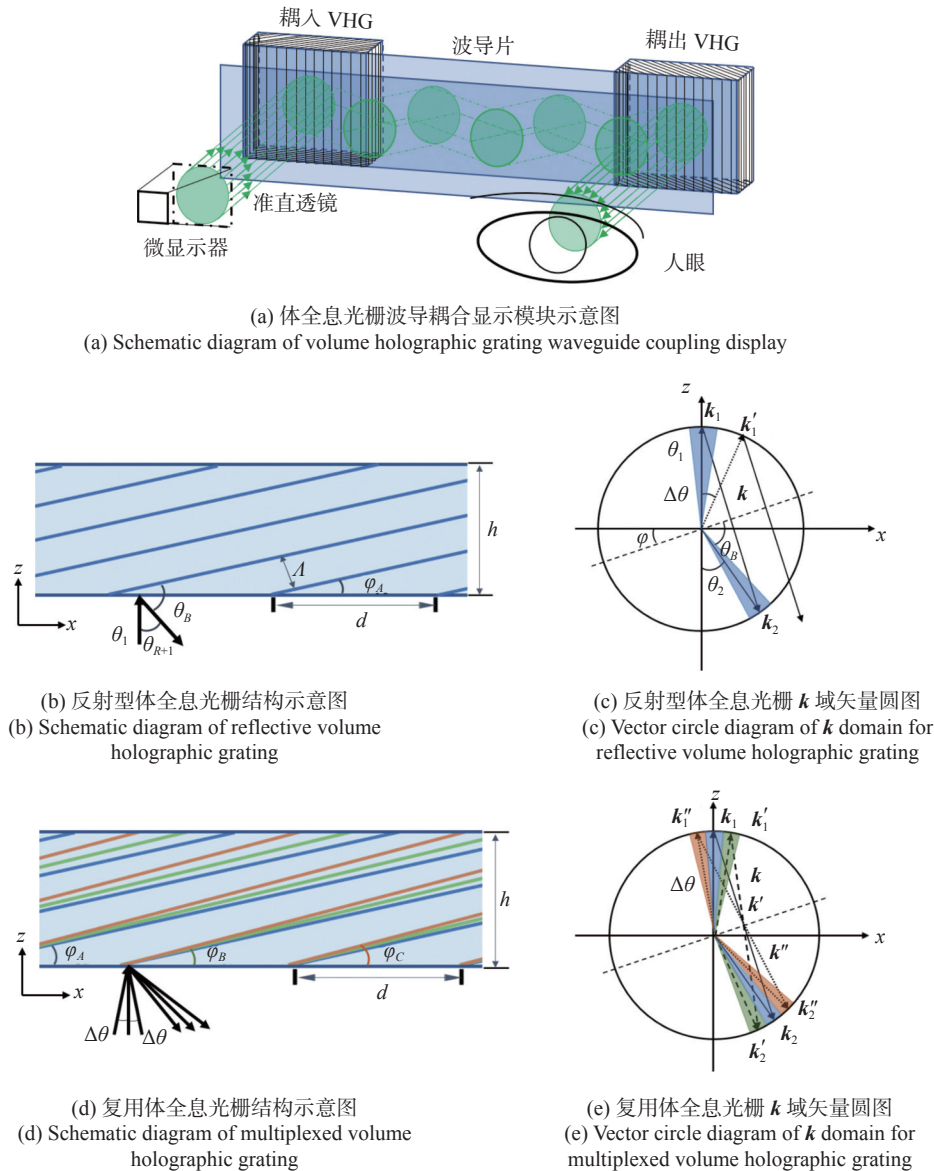 耦入 VHG
波导片
耦出 VHG
准直透镜
微显示器
人眼
(a) 体全息光栅波导耦合显示模块示意图
(a) Schematic diagram of volume holographic grating waveguide coupling display
z
x
θ1
θR+1
θB
Λ
φA
d
h
z
k1
k1′
θ1
Δθ
k
φ
θB
θ2
x
k2
(b) 反射型体全息光栅结构示意图
(b) Schematic diagram of reflective volume
holographic grating
(c) 反射型体全息光栅 k 域矢量圆图
(c) Vector circle diagram of k domain for
reflective volume holographic grating
z
x
φA
φB
φC
d
h
Δθ
Δθ
z
k1″
k1
k1′
Δθ
k
k′
k″
x
k2″
k2
k2′
(d) 复用体全息光栅结构示意图
(d) Schematic diagram of multiplexed volume
holographic grating
(e) 复用体全息光栅 k 域矢量圆图
(e) Vector circle diagram of k domain for
multiplexed volume holographic grating